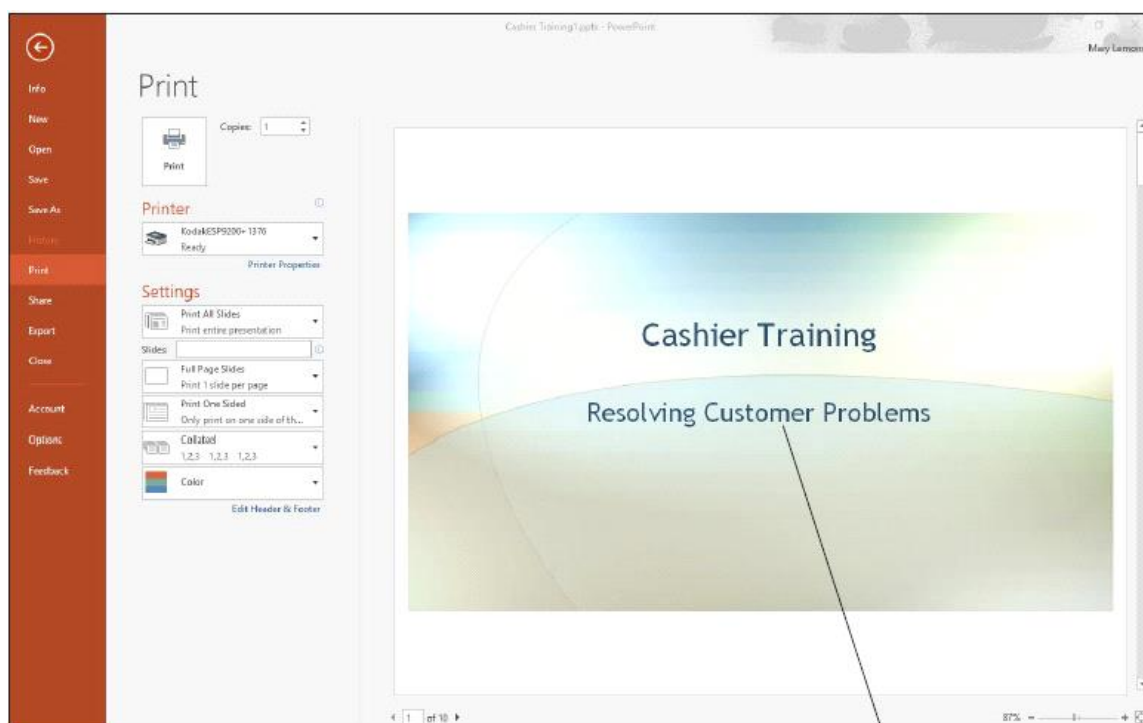 Cashier Training1.pptx - PowerPoint
Mary Lemons
Info
New
Open
Save
Save As
History
Print
Share
Export
Close
Account
Options
Feedback
Print
Copies: 1
Print
Printer
KodakESP9200+1376
Ready
Printer Properties
Settings
Print All Slides
Print entire presentation
Slides:
Full Page Slides
Print 1 slide per page
Print One Sided
Only print on one side of th...
Collated
1,2,3 1,2,3 1,2,3
Color
Edit Header & Footer
Cashier Training
Resolving Customer Problems
1 of 10
87%